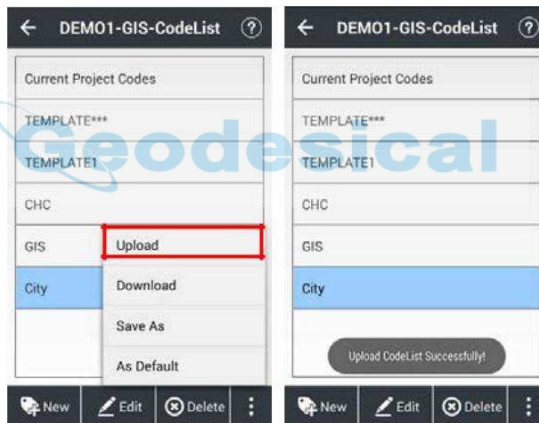 DEMO1-GIS-CodeList ?
Current Project Codes
TEMPLATE***
TEMPLATE1
CHC
GIS
City
Upload
Download
Save As
As Default
New Edit Delete
DEMO1-GIS-CodeList ?
Current Project Codes
TEMPLATE***
TEMPLATE1
CHC
GIS
City
Upload CodeList Successfully!
New Edit Delete
Geodesical